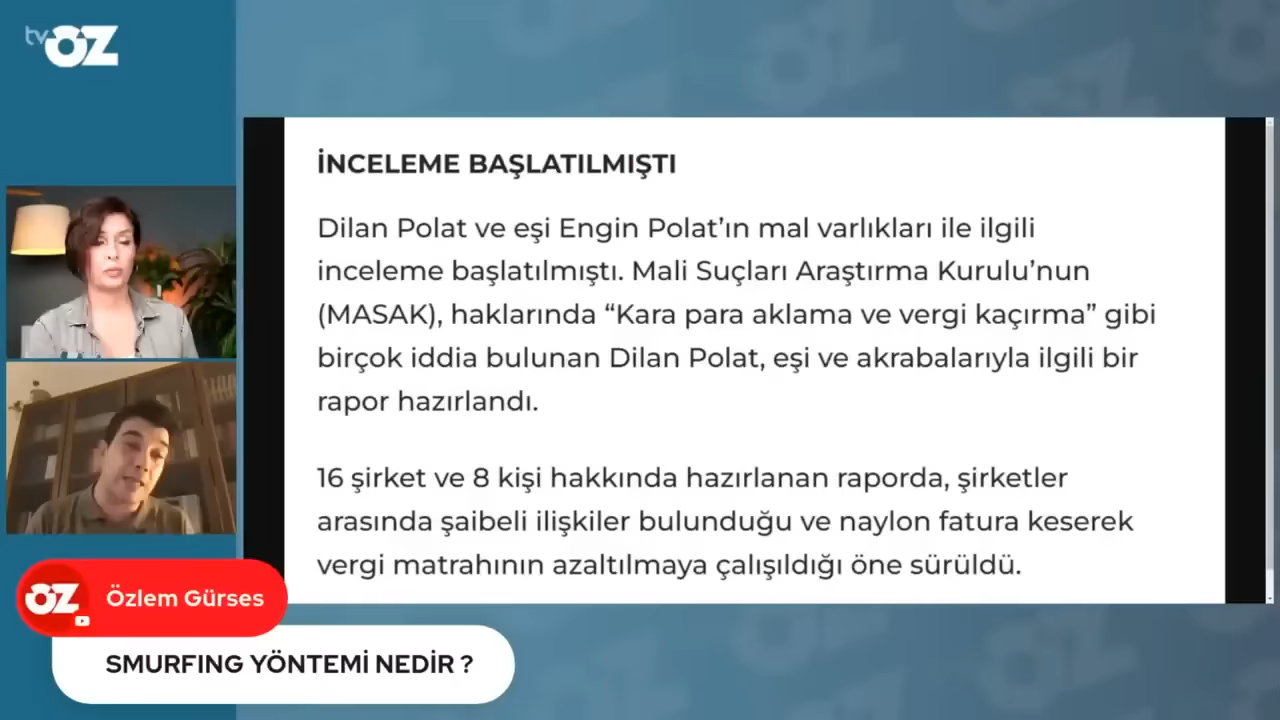 tv ÖZ
İNCELEME BAŞLATILMIŞTI
Dilan Polat ve eşi Engin Polat’ın mal varlıkları ile ilgili
inceleme başlatılmıştı. Mali Suçları Araştırma Kurulu’nun
(MASAK), haklarında “Kara para aklama ve vergi kaçırma” gibi
birçok iddia bulunan Dilan Polat, eşi ve akrabalarıyla ilgili bir
rapor hazırlandı.
16 şirket ve 8 kişi hakkında hazırlanan raporda, şirketler
arasında şaibeli ilişkiler bulunduğu ve naylon fatura keserek
vergi matrahının azaltılmaya çalışıldığı öne sürüldü.
ÖZ Özlem Gürses
SMURFING YÖNTEMİ NEDİR ?